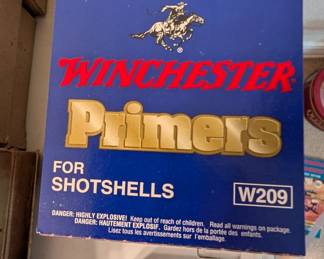 ®
WINCHESTER
Primers
FOR
SHOTSHELLS
W209
DANGER: HIGHLY EXPLOSIVE! Keep out of reach of children. Read all warnings on package.
DANGER: HAUTEMENT EXPLOSIF. Gardez hors de la portée des enfants.
Lisez tous les avertissements sur l'emballage.